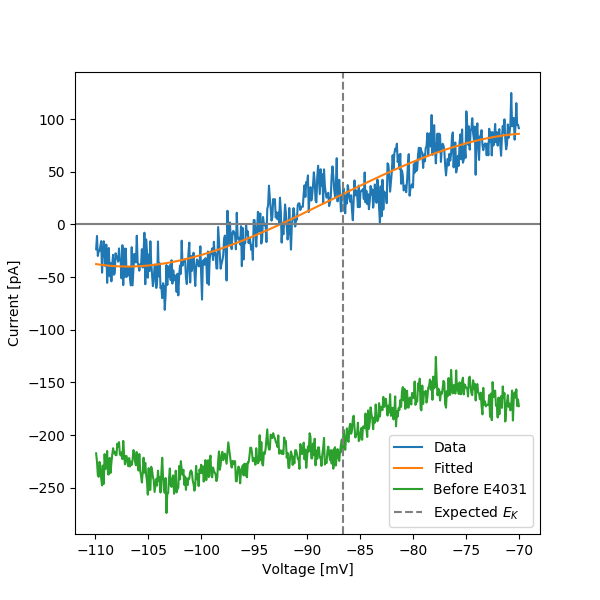 100
50
0
−50
−100
−150
−200
−250
Current [pA]
−110
−105
−100
−95
−90
−85
−80
−75
−70
Voltage [mV]
Data
Fitted
Before E4031
Expected E_K